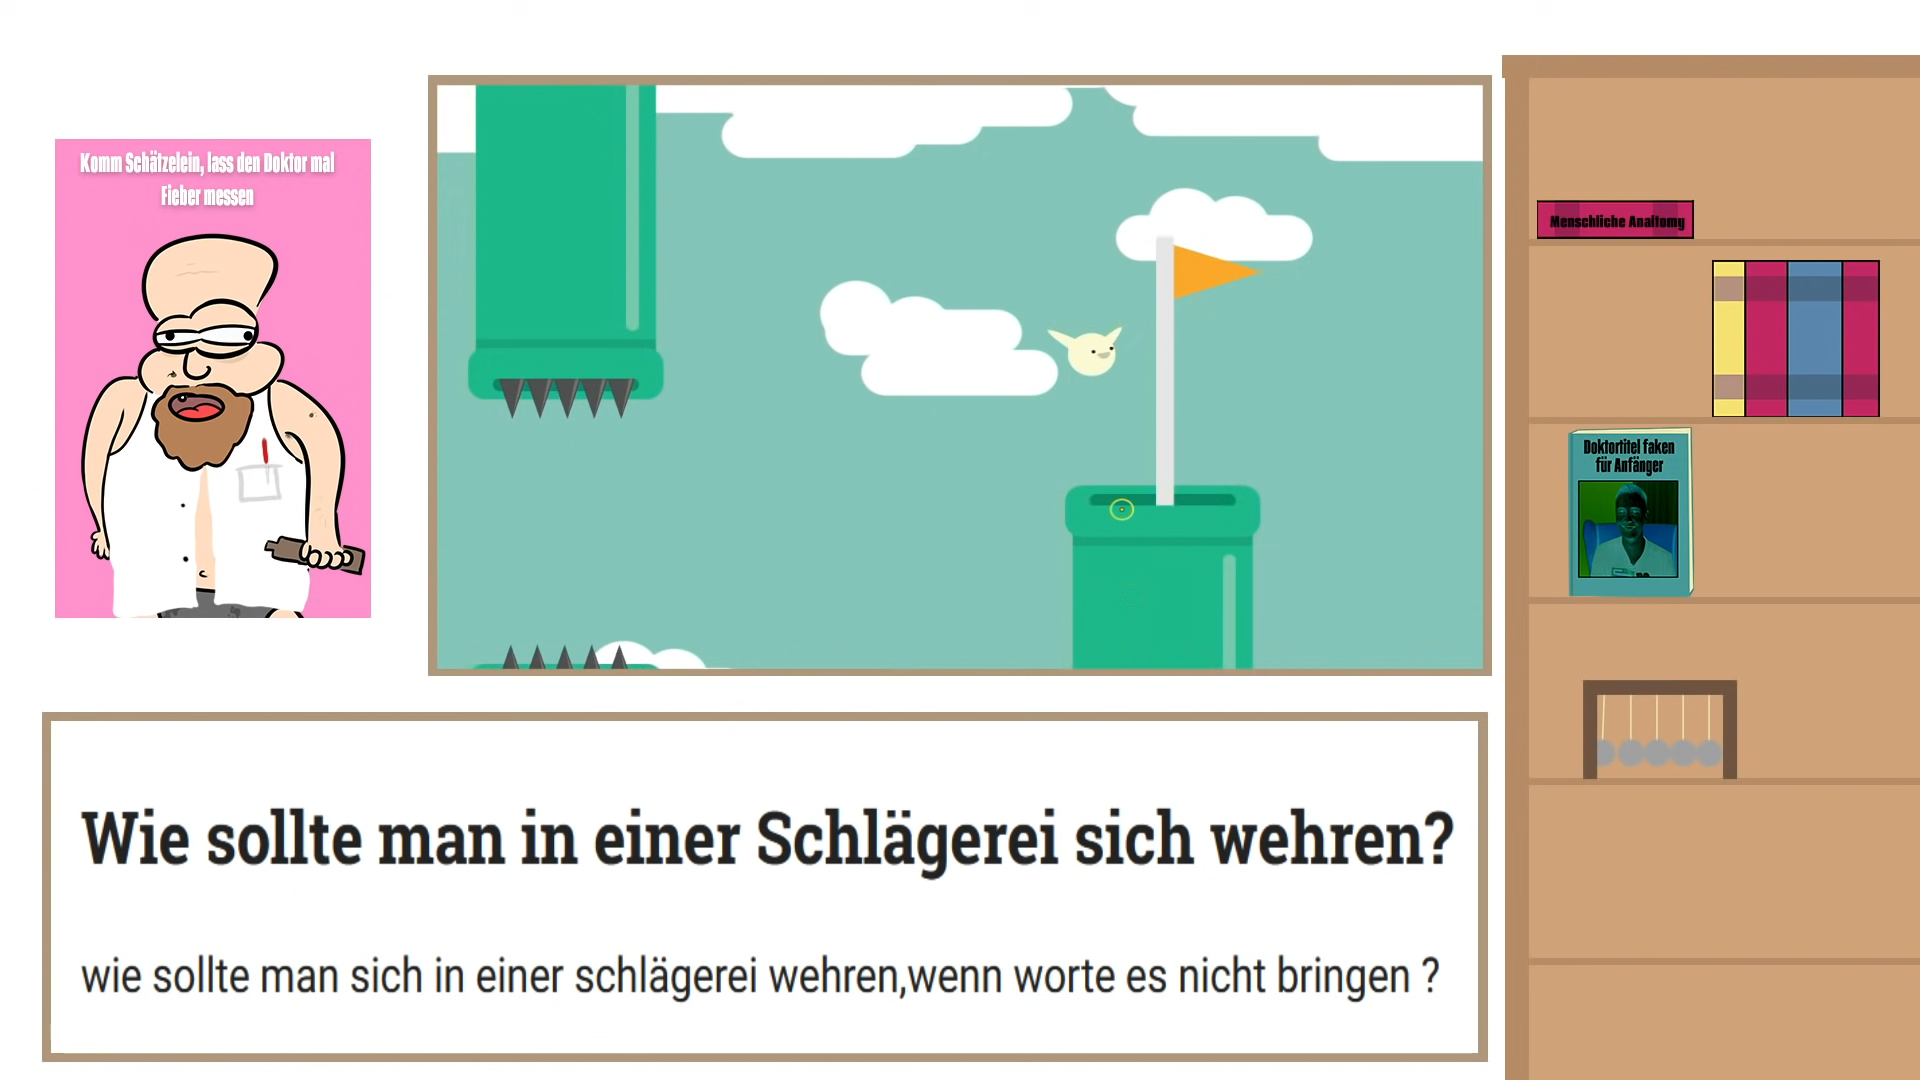 Komm Schätzelein, lass den Doktor mal
Fieber messen
Menschliche Analtomy
Doktortitel faken
für Anfänger
Wie sollte man in einer Schlägerei sich wehren?
wie sollte man sich in einer schlägerei wehren,wenn worte es nicht bringen ?